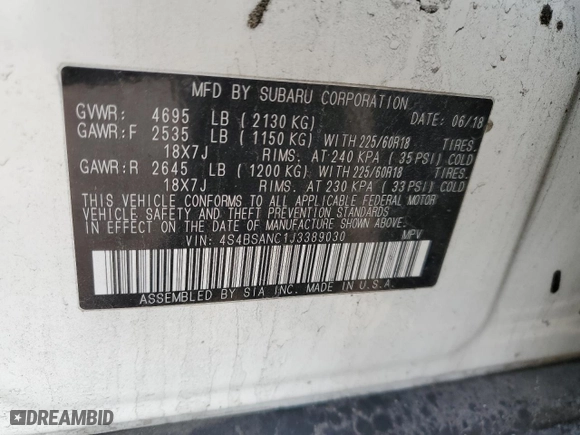 MFD BY SUBARU CORPORATION
GVWR: 4695 LB ( 2130 KG) DATE: 06/18
GAWR:F 2535 LB ( 1150 KG) WITH 225/60R18 TIRES.
18X7J RIMS. AT 240 KPA ( 35 PSI) COLD
GAWR:R 2645 LB ( 1200 KG) WITH 225/60R18 TIRES.
18X7J RIMS. AT 230 KPA ( 33 PSI) COLD
THIS VEHICLE CONFORMS TO ALL APPLICABLE FEDERAL MOTOR
VEHICLE SAFETY AND THEFT PREVENTION STANDARDS IN EFFECT ON THE
DATE OF MANUFACTURE SHOWN ABOVE.
VIN: 4S4BSANC1J3389030 MPV
ASSEMBLED BY SIA INC. MADE IN U.S.A.
DREAMBID